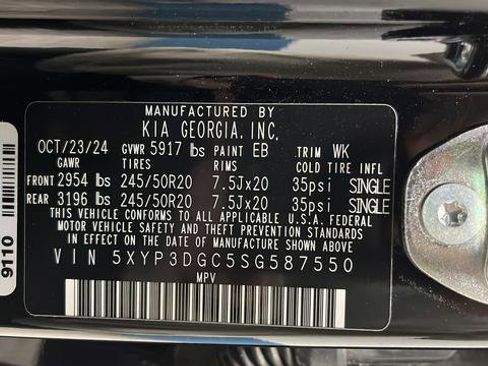 MANUFACTURED BY
KIA GEORGIA, INC.
OCT/23/24 GVWR 5917 lbs PAINT EB TRIM WK
GAWR TIRES RIMS COLD TIRE INFL
FRONT 2954 lbs 245/50R20 7.5Jx20 35psi SINGLE
REAR 3196 lbs 245/50R20 7.5Jx20 35psi SINGLE
THIS VEHICLE CONFORMS TO ALL APPLICABLE U.S.A. FEDERAL
MOTOR VEHICLE SAFETY AND THEFT PREVENTION STANDARDS
IN EFFECT ON THE DATE OF MANUFACTURE SHOWN ABOVE.
VIN 5XYP3DGC5SG587550
MPV
9110